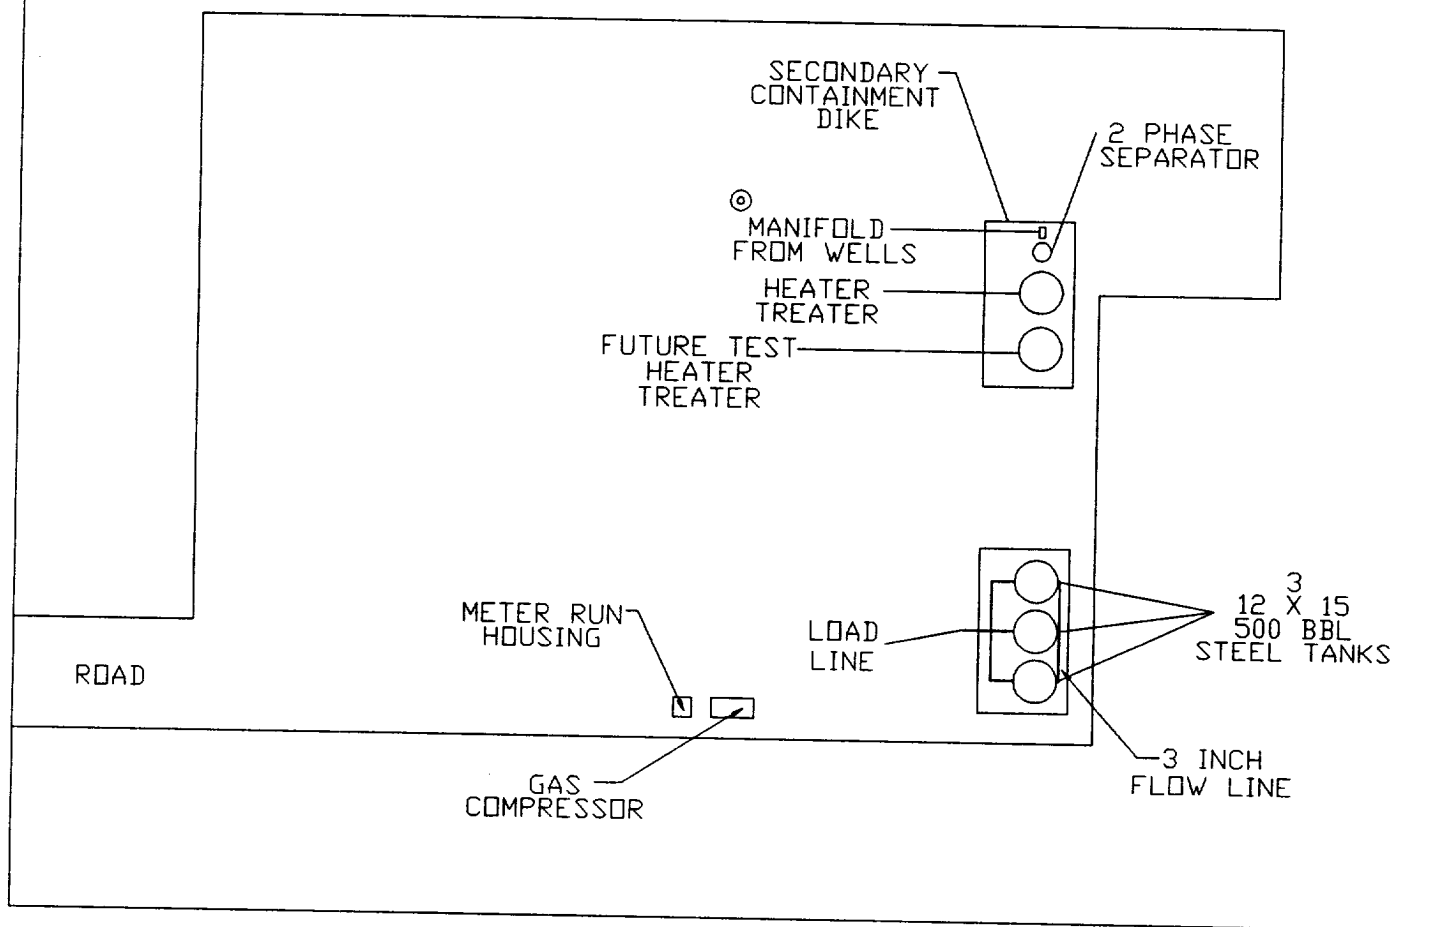 SECONDARY
CONTAINMENT
DIKE
2 PHASE
SEPARATOR
MANIFOLD
FROM WELLS
HEATER
TREATER
FUTURE TEST
HEATER
TREATER
3
12 X 15
500 BBL
STEEL TANKS
METER RUN
HOUSING
LOAD
LINE
ROAD
3 INCH
FLOW LINE
GAS
COMPRESSOR